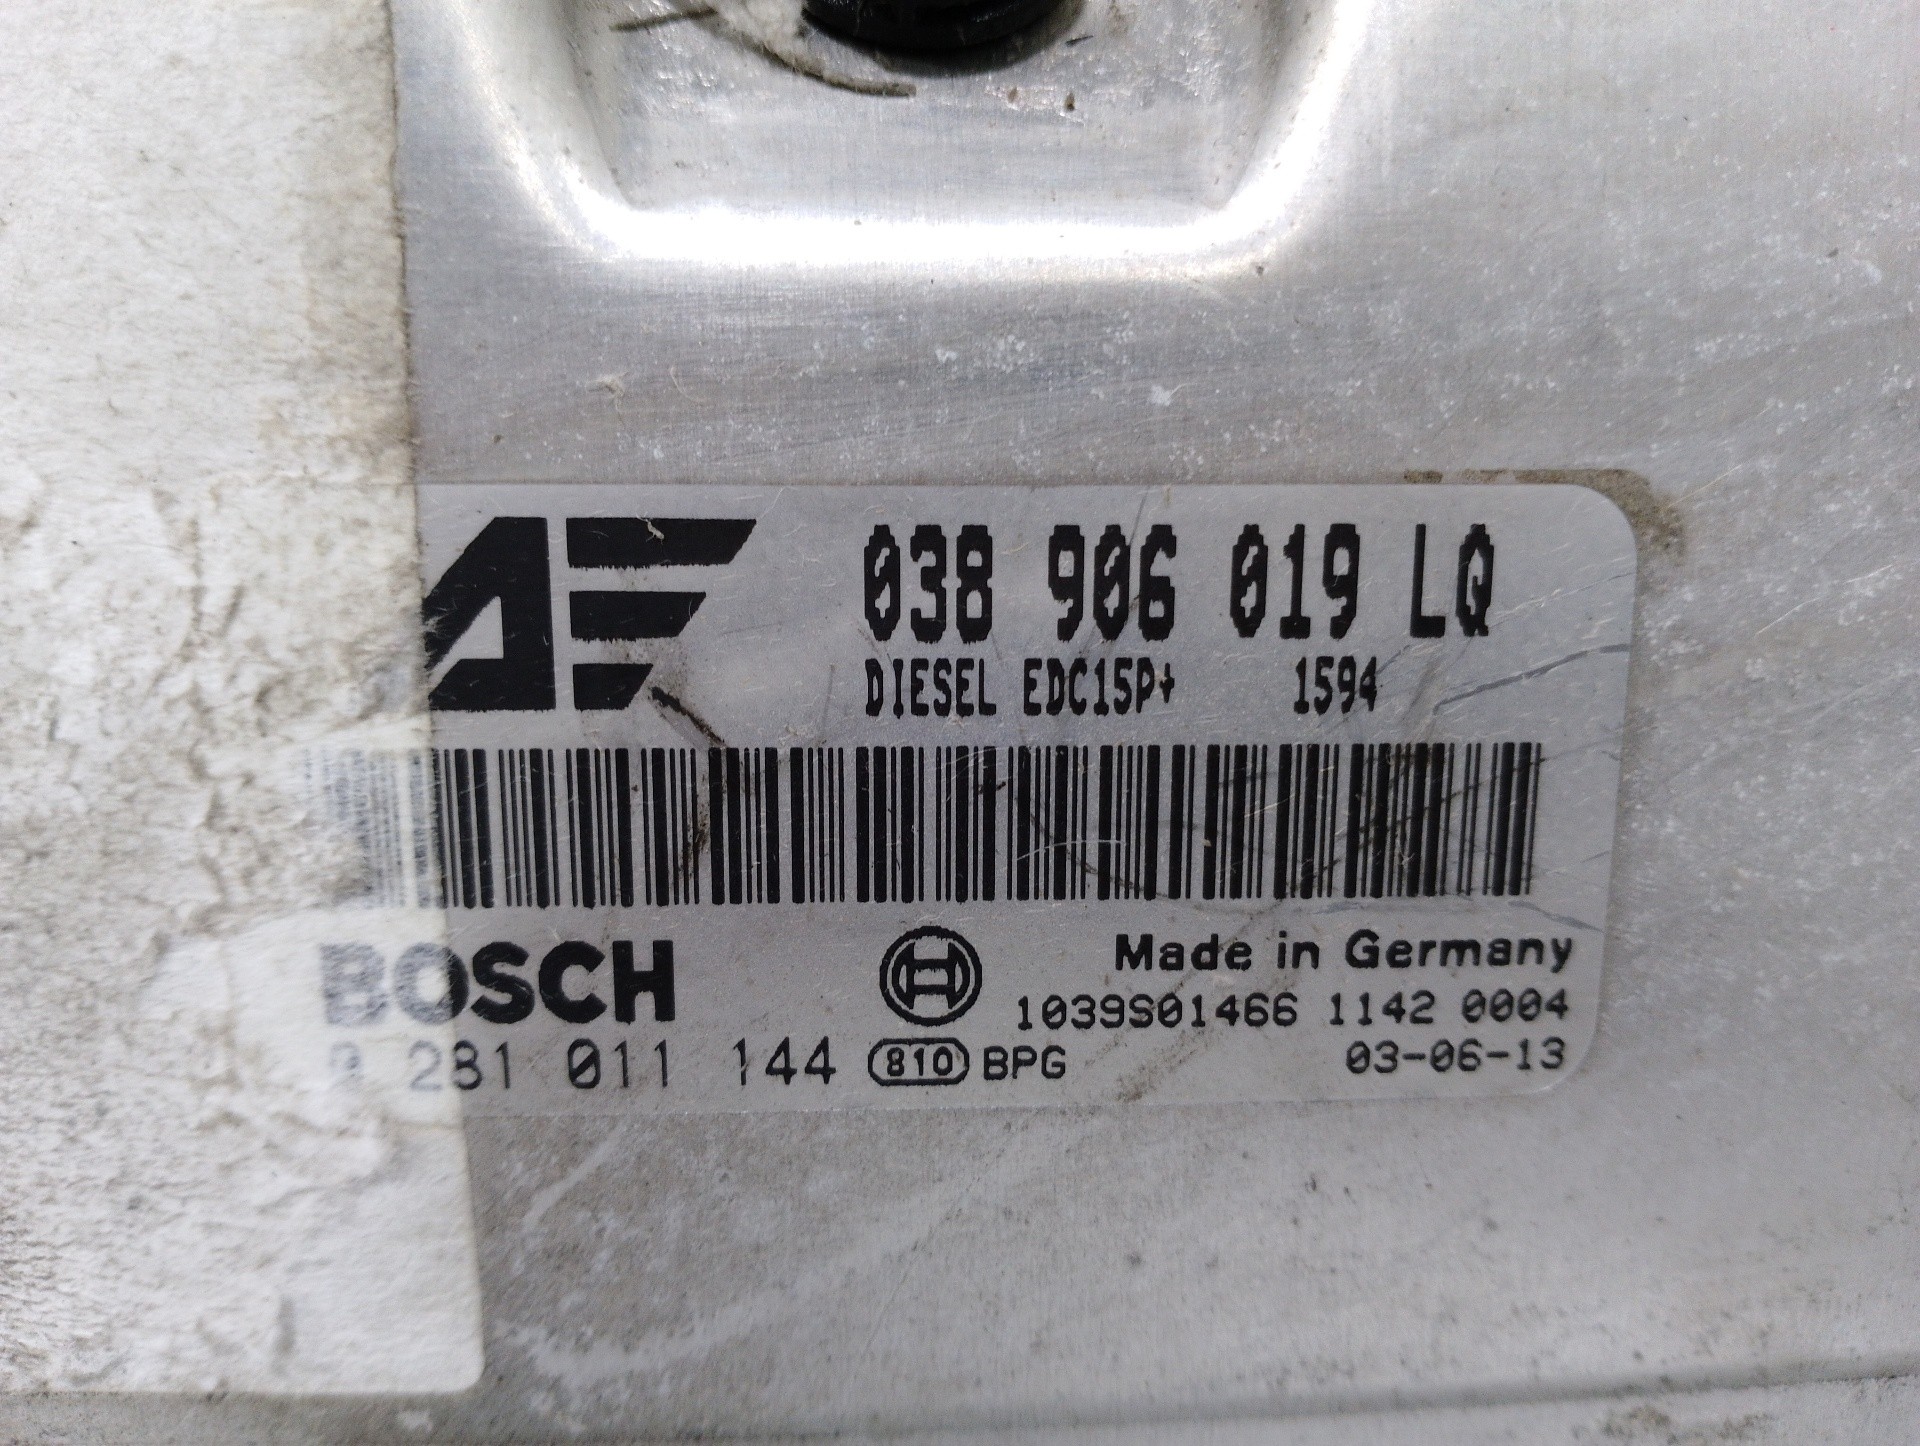 AE 038 906 019 LQ
DIESEL EDC15P+ 1594
BOSCH Made in Germany
1039S01466 1142 0004
281 011 144 810 BPG 03-06-13